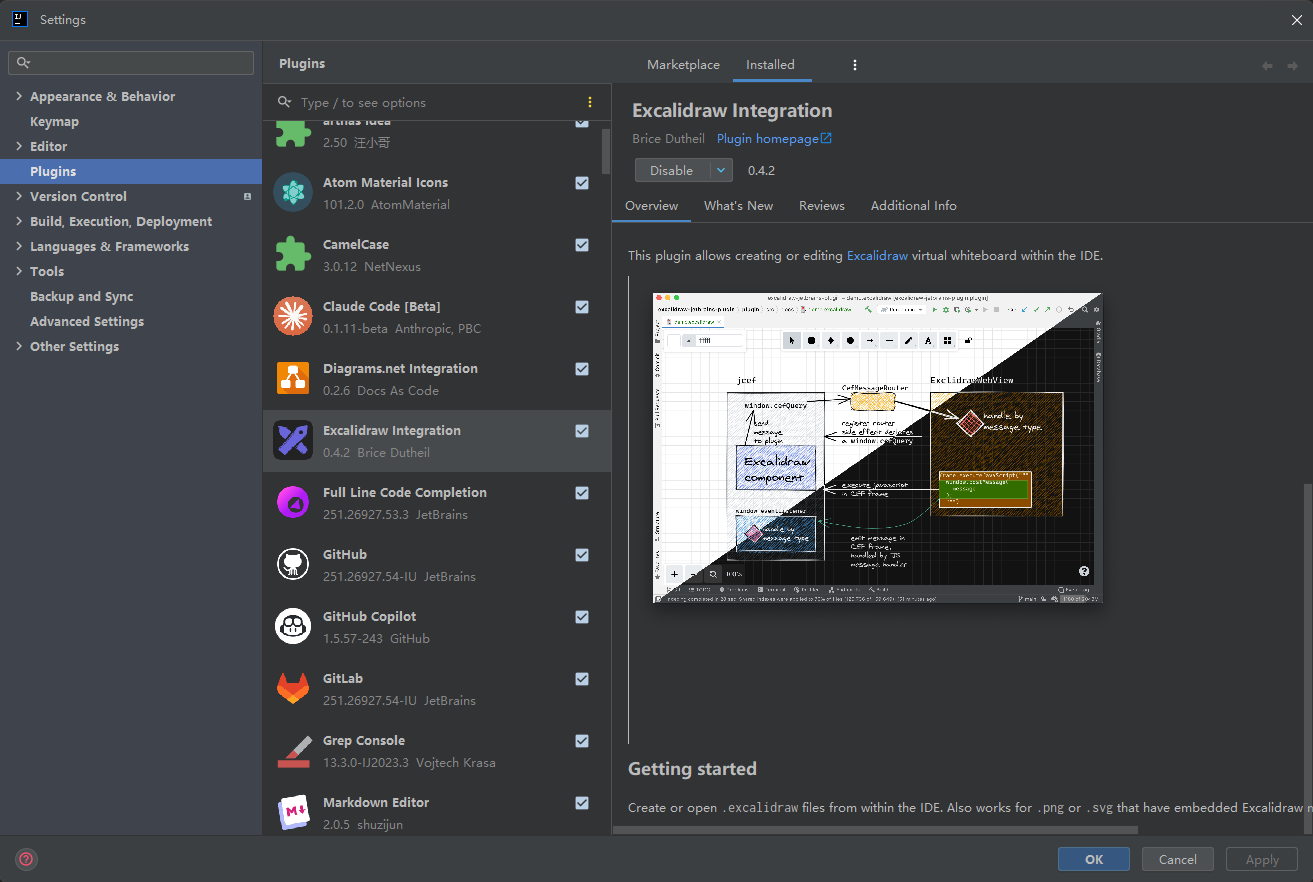 Settings
Appearance & Behavior
Keymap
Editor
Plugins
Version Control
Build, Execution, Deployment
Languages & Frameworks
Tools
Backup and Sync
Advanced Settings
Other Settings
Plugins
Marketplace
Installed
Type / to see options
arthas idea
2.50 汪小哥
Atom Material Icons
101.2.0 AtomMaterial
CamelCase
3.0.12 NetNexus
Claude Code [Beta]
0.1.11-beta Anthropic, PBC
Diagrams.net Integration
0.2.6 Docs As Code
Excalidraw Integration
0.4.2 Brice Dutheil
Full Line Code Completion
251.26927.53.3 JetBrains
GitHub
251.26927.54-IU JetBrains
GitHub Copilot
1.5.57-243 GitHub
GitLab
251.26927.54-IU JetBrains
Grep Console
13.3.0-IJ2023.3 Vojtech Krasa
Markdown Editor
2.0.5 shuzijun
Excalidraw Integration
Brice Dutheil Plugin homepage
Disable 0.4.2
Overview What's New Reviews Additional Info
This plugin allows creating or editing Excalidraw virtual whiteboard within the IDE.
ffffff
jcef
CefMessageRouter
ExclidrawWebView
window.cefQuery
handle by
message type
send
message
to plugin
register router
side effect declares
a window.cefQuery
Excalidraw
component
execute javascript
in CEF frame
message
window eventListener
handle by
message type
emit message in
CEF frame,
handled by JS
message handler
100%
main
Getting started
Create or open .excalidraw files from within the IDE. Also works for .png or .svg that have embedded Excalidraw
OK
Cancel
Apply